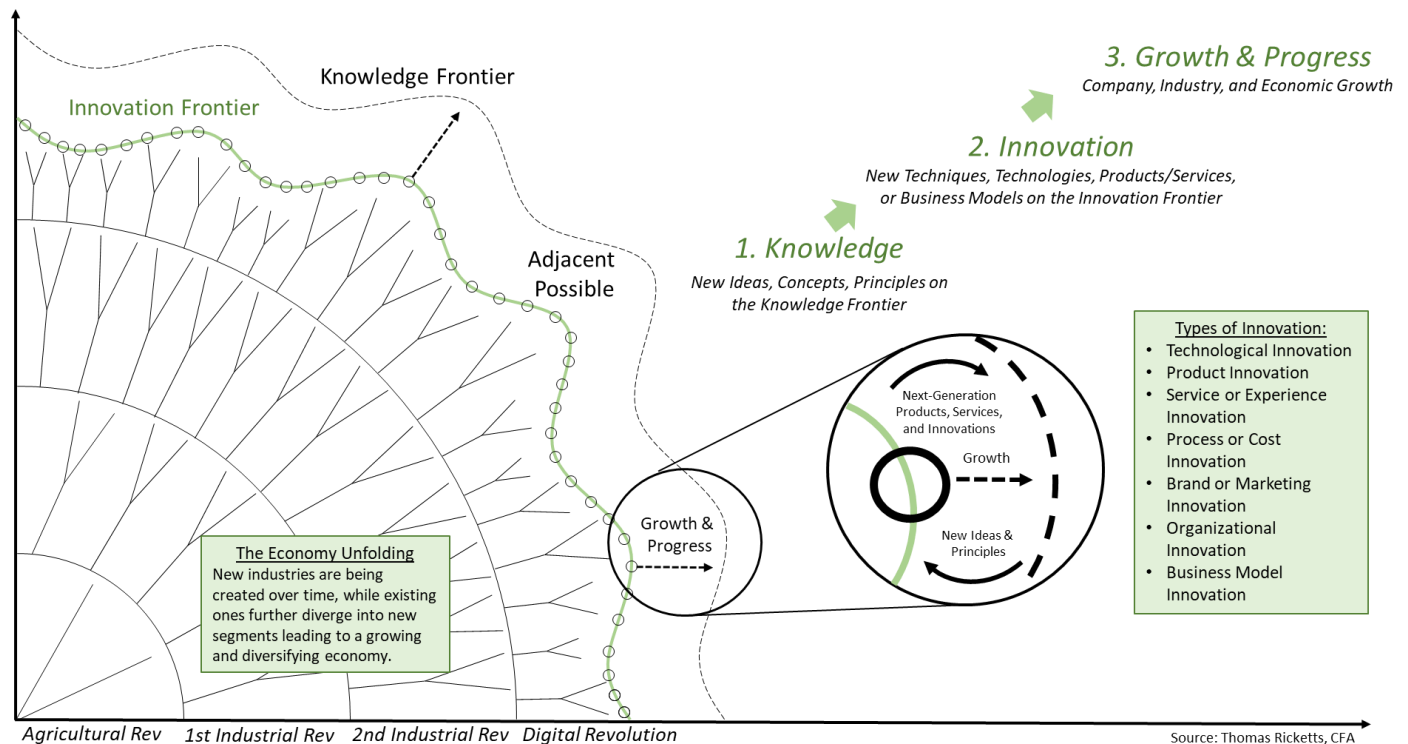 3. Growth & Progress
Company, Industry, and Economic Growth
Knowledge Frontier
Innovation Frontier
2. Innovation
New Techniques, Technologies, Products/Services,
or Business Models on the Innovation Frontier
1. Knowledge
New Ideas, Concepts, Principles on
the Knowledge Frontier
Adjacent
Possible
Types of Innovation:
• Technological Innovation
• Product Innovation
• Service or Experience
Innovation
• Process or Cost
Innovation
• Brand or Marketing
Innovation
• Organizational
Innovation
• Business Model
Innovation
Next-Generation
Products, Services,
and Innovations
Growth
New Ideas &
Principles
Growth &
Progress
The Economy Unfolding
New industries are being
created over time, while existing
ones further diverge into new
segments leading to a growing
and diversifying economy.
Agricultural Rev
1st Industrial Rev
2nd Industrial Rev
Digital Revolution
Source: Thomas Ricketts, CFA